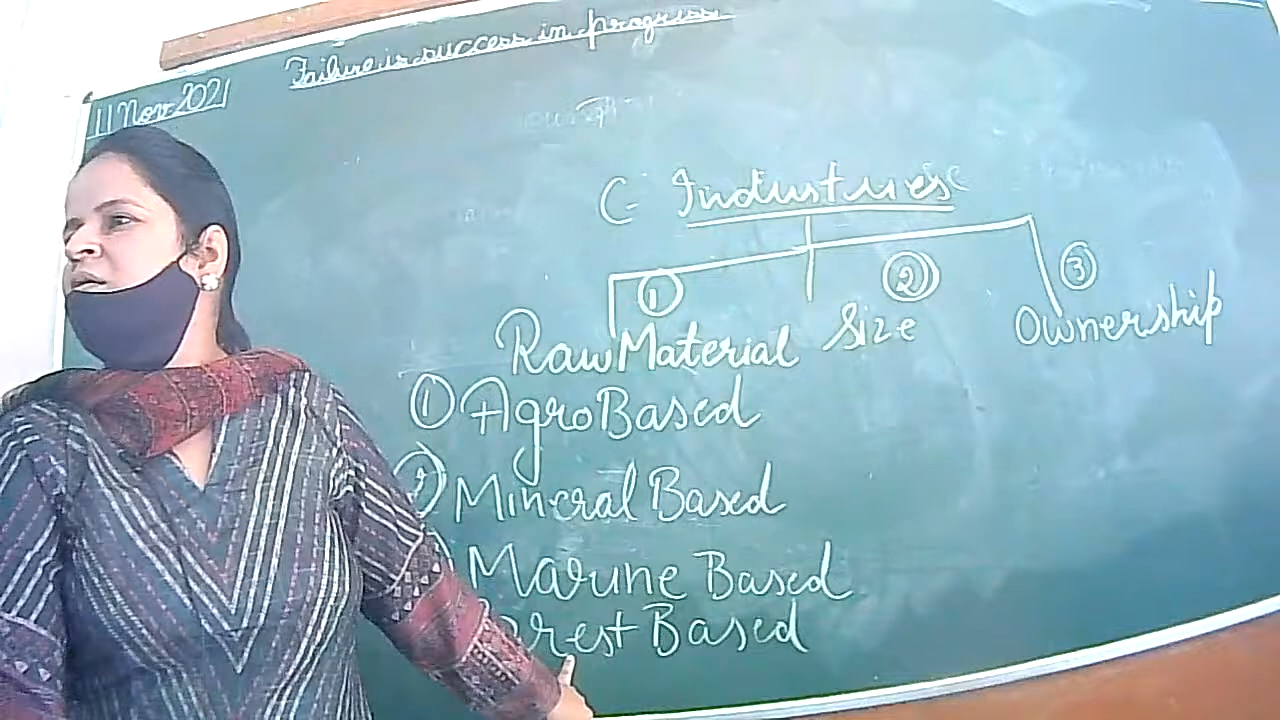 Failure is success in progress
11 Nov 2021
C- Industries
① ② ③
Raw Material Size Ownership
① Agro Based
② Mineral Based
Marine Based
orest Based